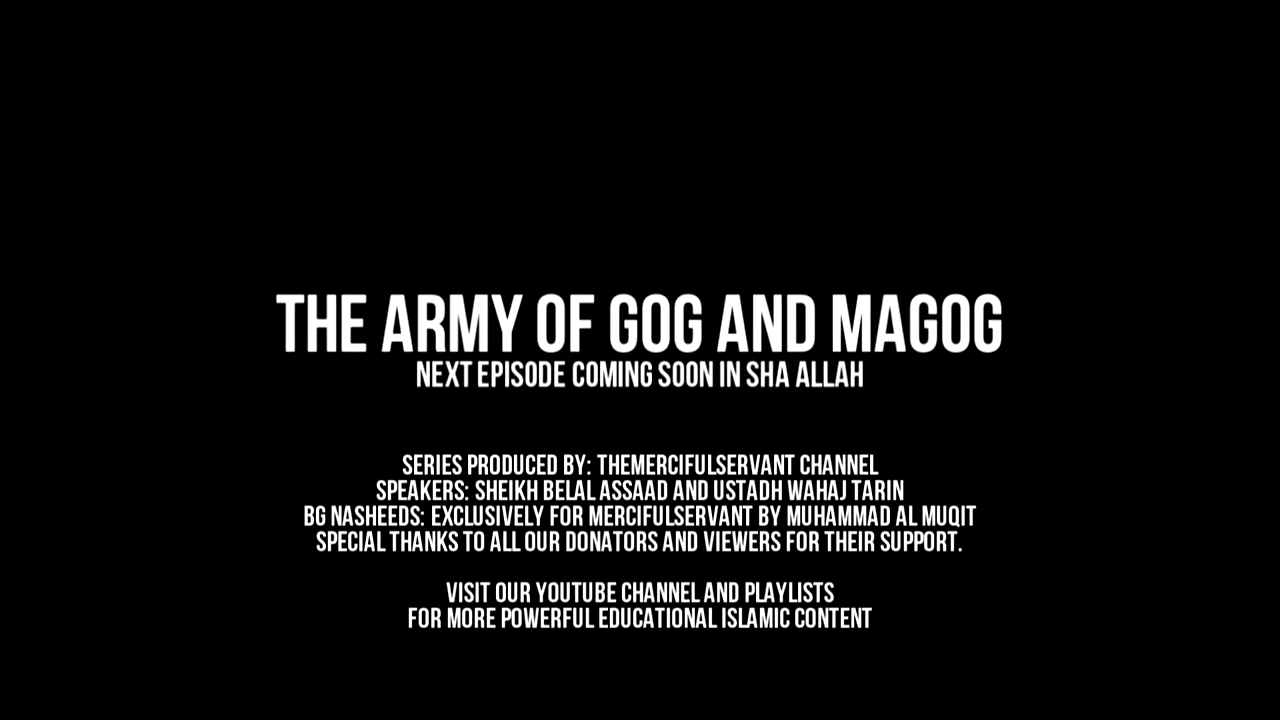 THE ARMY OF GOG AND MAGOG
NEXT EPISODE COMING SOON IN SHA ALLAH
SERIES PRODUCED BY: THEMERCIFULSERVANT CHANNEL
SPEAKERS: SHEIKH BELAL ASSAAD AND USTADH WAHAJ TARIN
BG NASHEEDS: EXCLUSIVELY FOR MERCIFULSERVANT BY MUHAMMAD AL MUQIT
SPECIAL THANKS TO ALL OUR DONATORS AND VIEWERS FOR THEIR SUPPORT.
VISIT OUR YOUTUBE CHANNEL AND PLAYLISTS
FOR MORE POWERFUL EDUCATIONAL ISLAMIC CONTENT